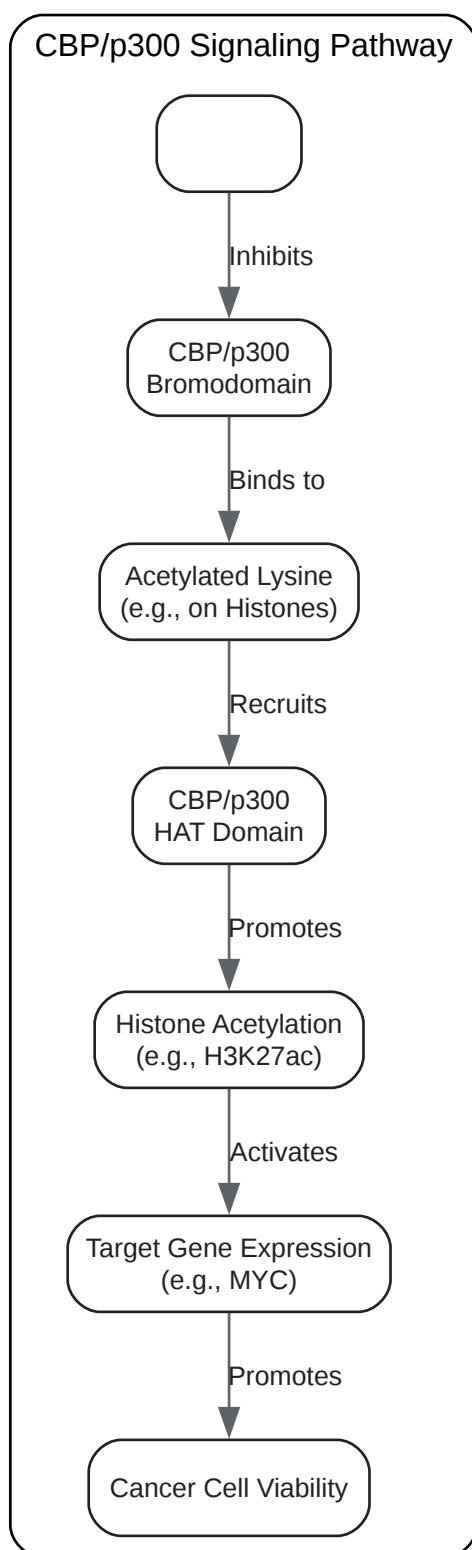 CBP/p300 Signaling Pathway
Inhibits
CBP/p300
Bromodomain
Binds to
Acetylated Lysine
(e.g., on Histones)
Recruits
CBP/p300
HAT Domain
Promotes
Histone Acetylation
(e.g., H3K27ac)
Activates
Target Gene Expression
(e.g., MYC)
Promotes
Cancer Cell Viability